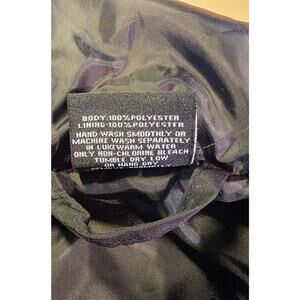 BODY:100%POLYESTER
LINING-100%POLYESTER
HAND WASH SMOOTHLY OR
MACHINE WASH SEPARATELY
IN LUKEWARM WATER
ONLY NON-CHLORINE BLEACH
TUMBLE DRY LOW
OR HANG DRY